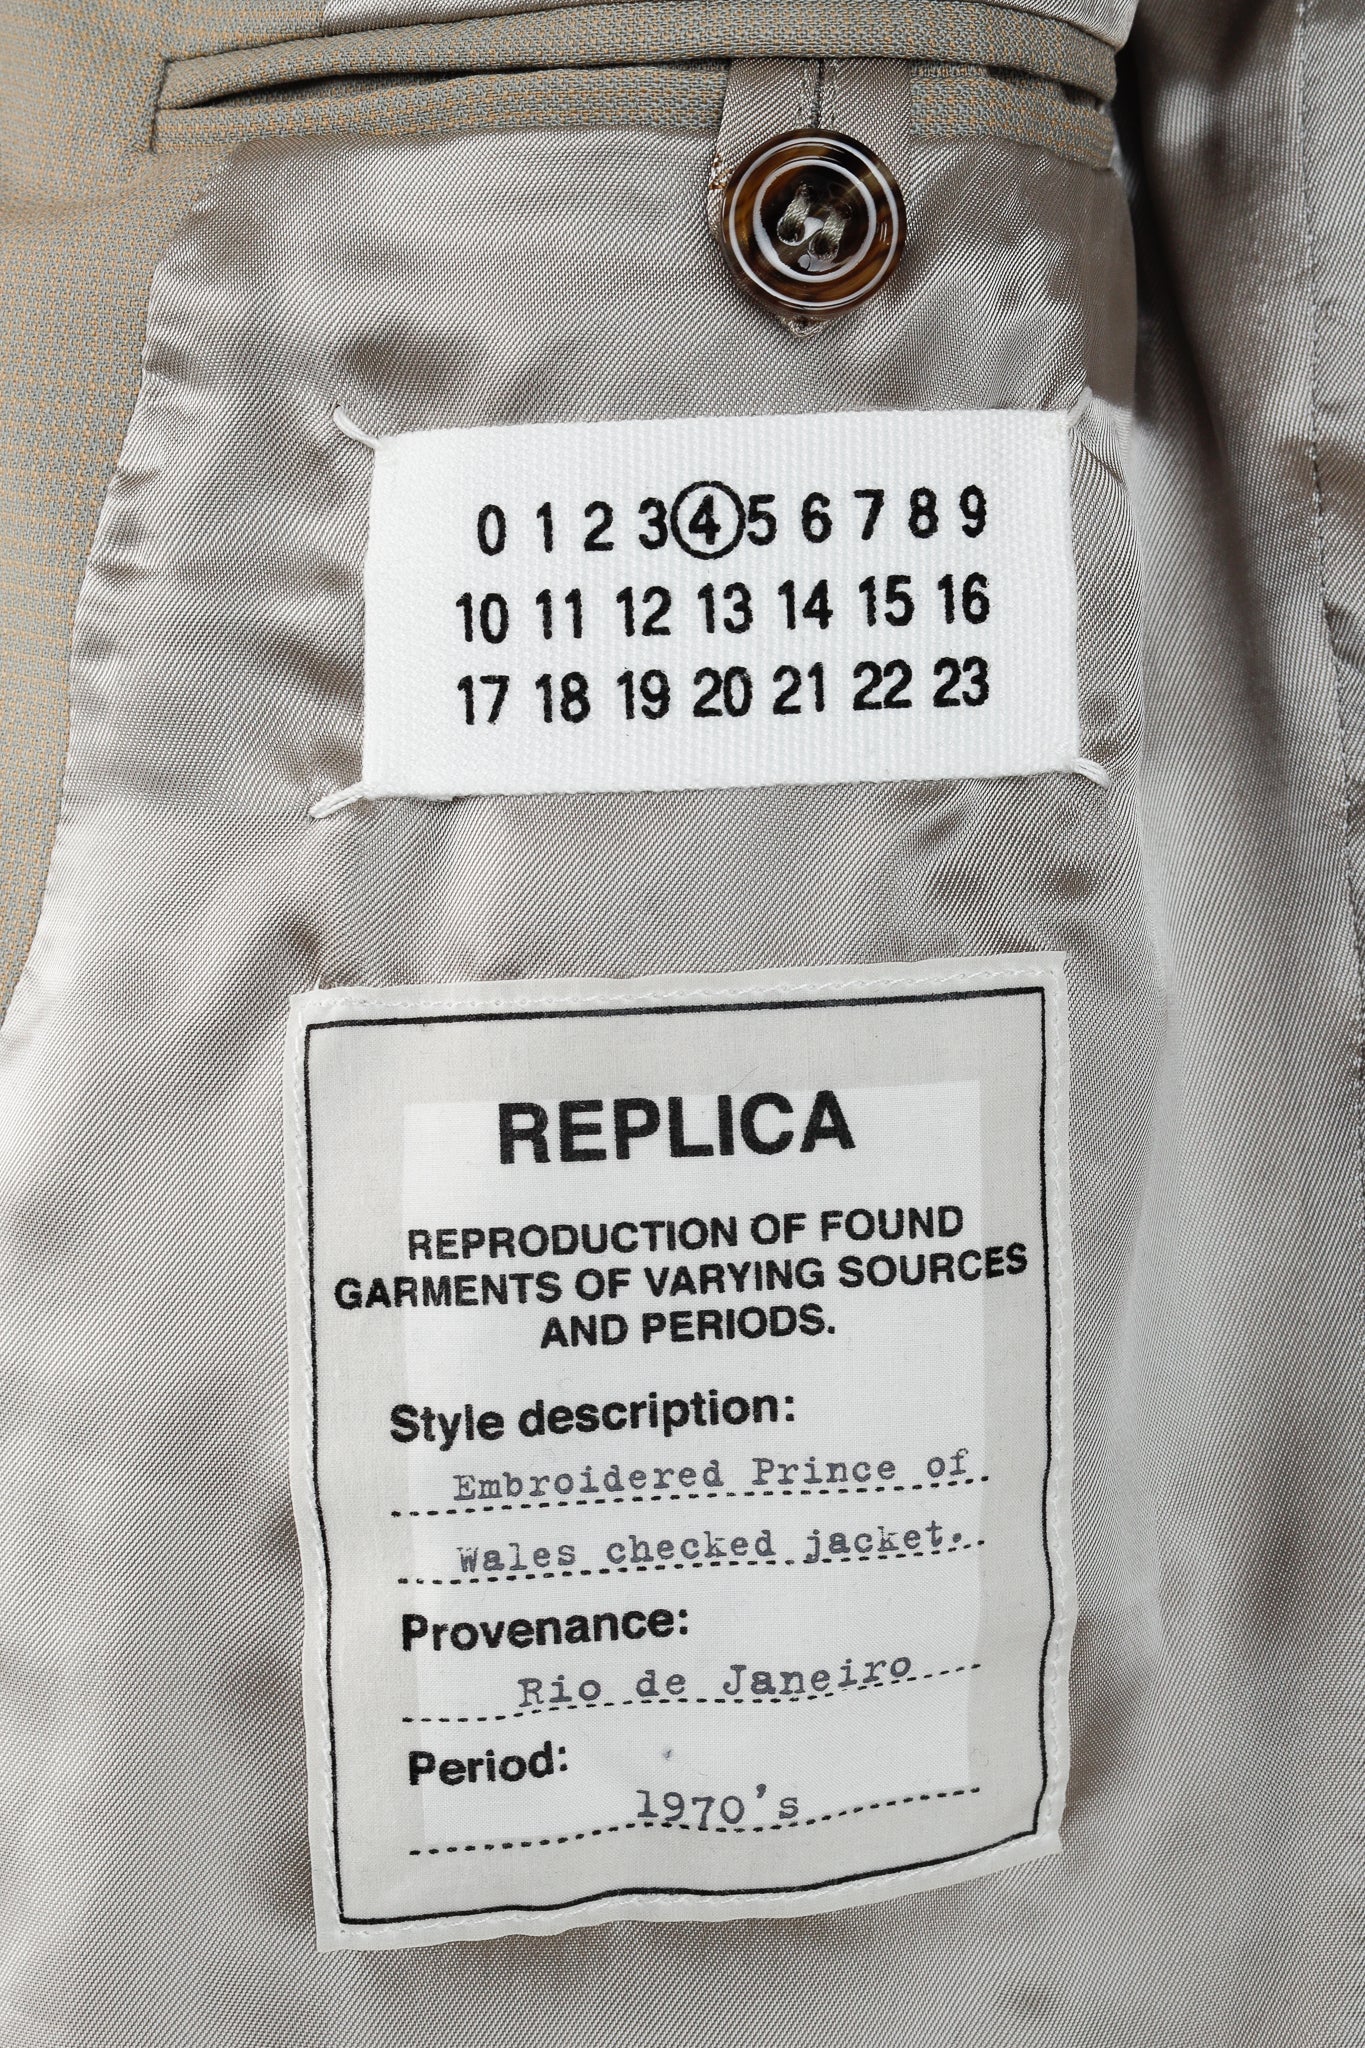 0 1 2 3 4 5 6 7 8 9
10 11 12 13 14 15 16
17 18 19 20 21 22 23
REPLICA
REPRODUCTION OF FOUND
GARMENTS OF VARYING SOURCES
AND PERIODS.
Style description:
Embroidered Prince of
Wales checked jacket.
Provenance:
Rio de Janeiro
Period:
1970's